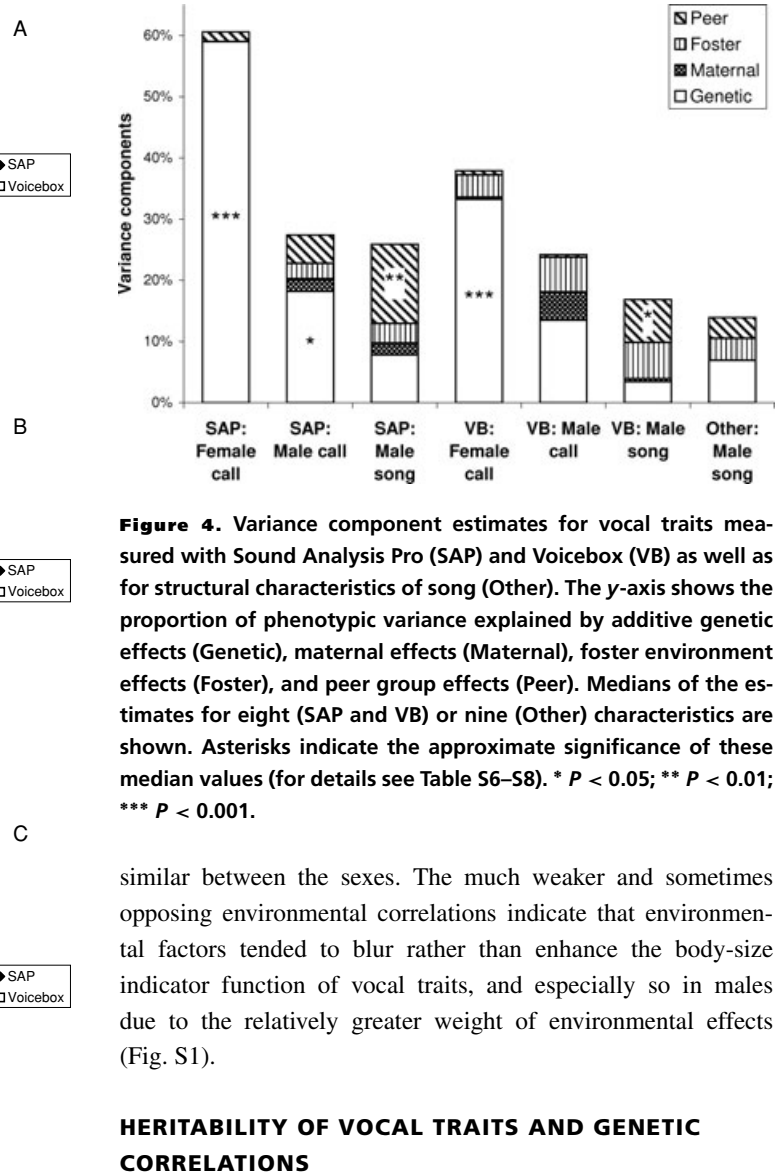 A
60%
50%
40%
30%
20%
10%
0%
Variance components
Peer
Foster
Maternal
Genetic
***
*
**
***
*
SAP: Female call
SAP: Male call
SAP: Male song
VB: Female call
VB: Male call
VB: Male song
Other: Male song
SAP
Voicebox
B
SAP
Voicebox
Figure 4. Variance component estimates for vocal traits mea-
sured with Sound Analysis Pro (SAP) and Voicebox (VB) as well as
for structural characteristics of song (Other). The y-axis shows the
proportion of phenotypic variance explained by additive genetic
effects (Genetic), maternal effects (Maternal), foster environment
effects (Foster), and peer group effects (Peer). Medians of the es-
timates for eight (SAP and VB) or nine (Other) characteristics are
shown. Asterisks indicate the approximate significance of these
median values (for details see Table S6–S8). * P < 0.05; ** P < 0.01;
*** P < 0.001.
C
SAP
Voicebox
similar between the sexes. The much weaker and sometimes
opposing environmental correlations indicate that environmen-
tal factors tended to blur rather than enhance the body-size
indicator function of vocal traits, and especially so in males
due to the relatively greater weight of environmental effects
(Fig. S1).
HERITABILITY OF VOCAL TRAITS AND GENETIC
CORRELATIONS